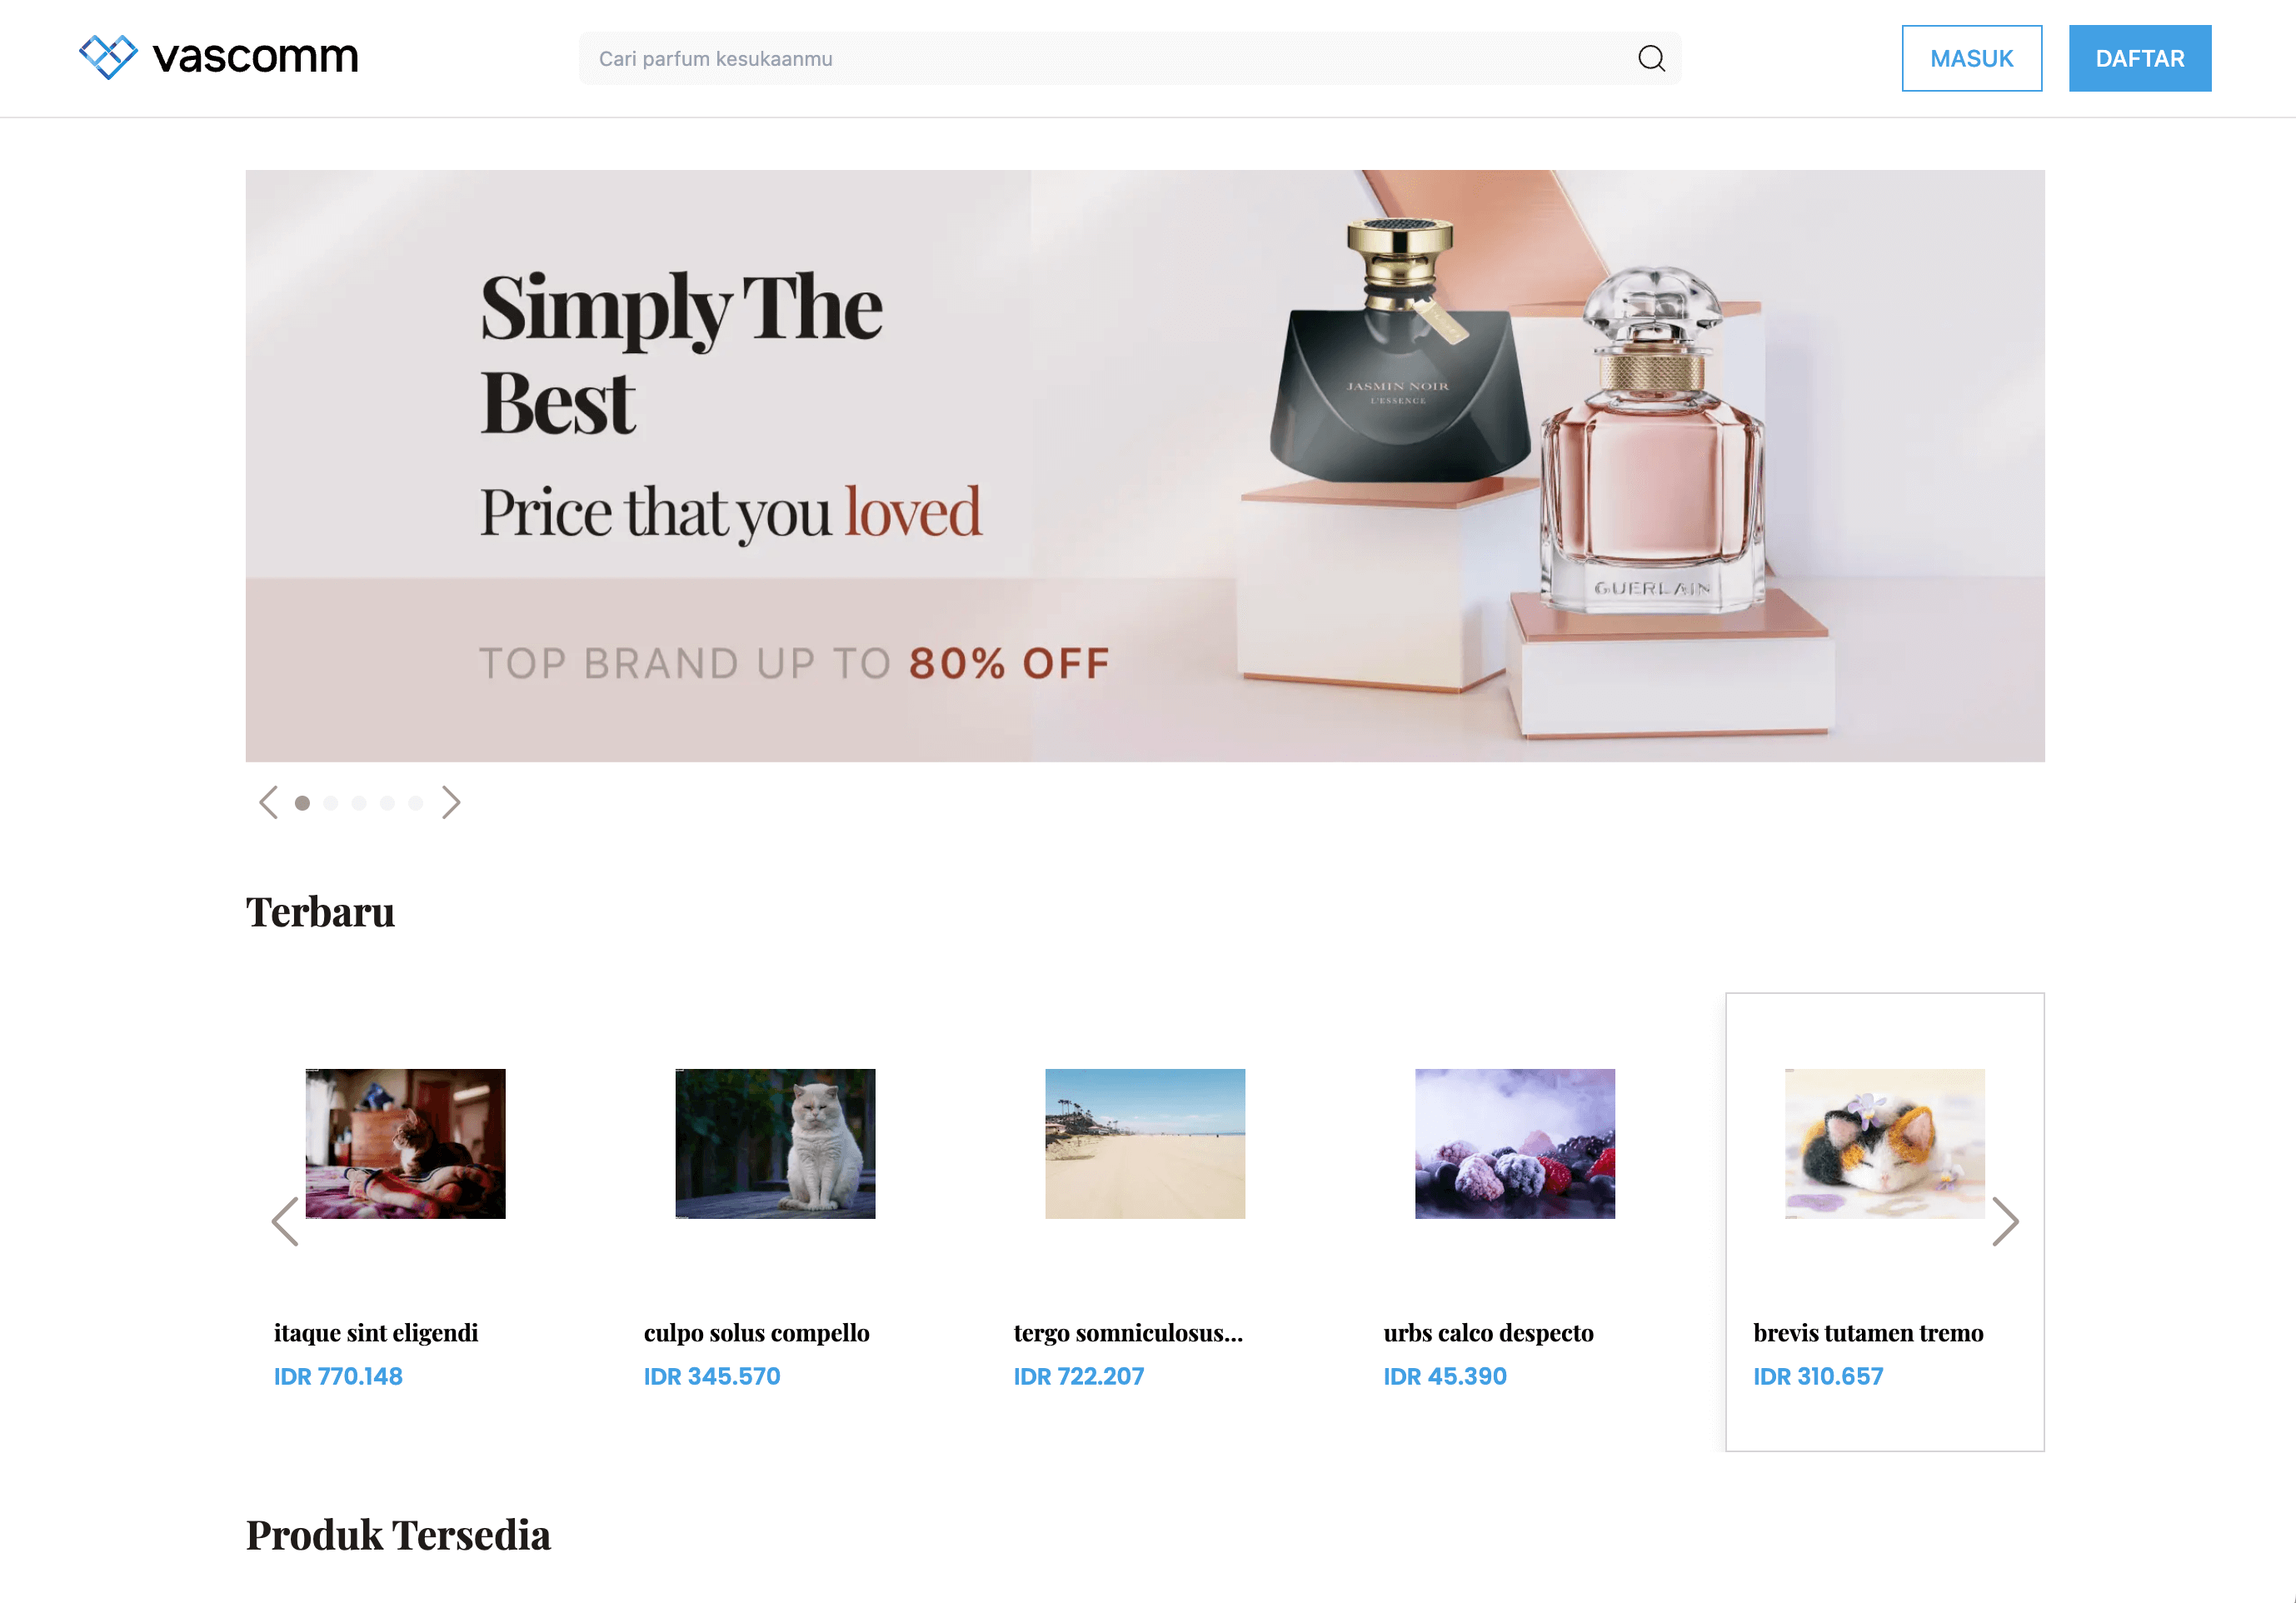 vascomm
Cari parfum kesukaanmu
MASUK
DAFTAR
Simply The
Best
Price that you loved
TOP BRAND UP TO 80% OFF
JASMIN NOIR
L'ESSENCE
GUERLAIN
Terbaru
itaque sint eligendi
IDR 770.148
culpo solus compello
IDR 345.570
tergo somniculosus...
IDR 722.207
urbs calco despecto
IDR 45.390
brevis tutamen tremo
IDR 310.657
Produk Tersedia